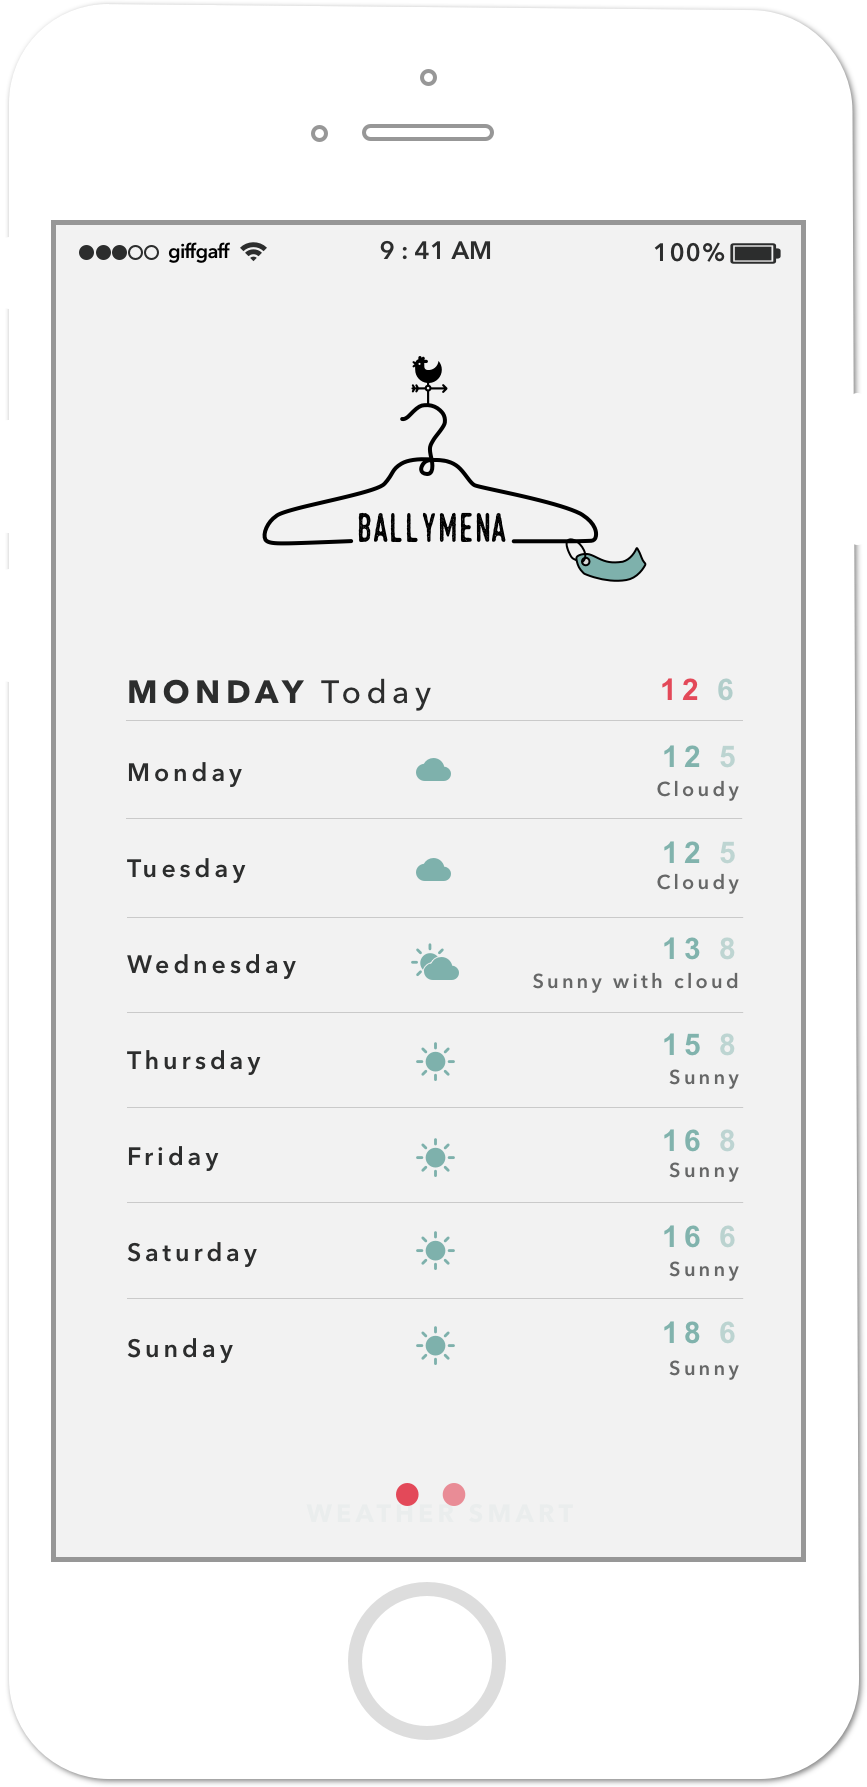 giffgaff 9 : 41 AM 100%
BALLYMENA
MONDAY Today 12 6
Monday 12 5
Cloudy
Tuesday 12 5
Cloudy
Wednesday 13 8
Sunny with cloud
Thursday 15 8
Sunny
Friday 16 8
Sunny
Saturday 16 6
Sunny
Sunday 18 6
Sunny
WEATHER SMART